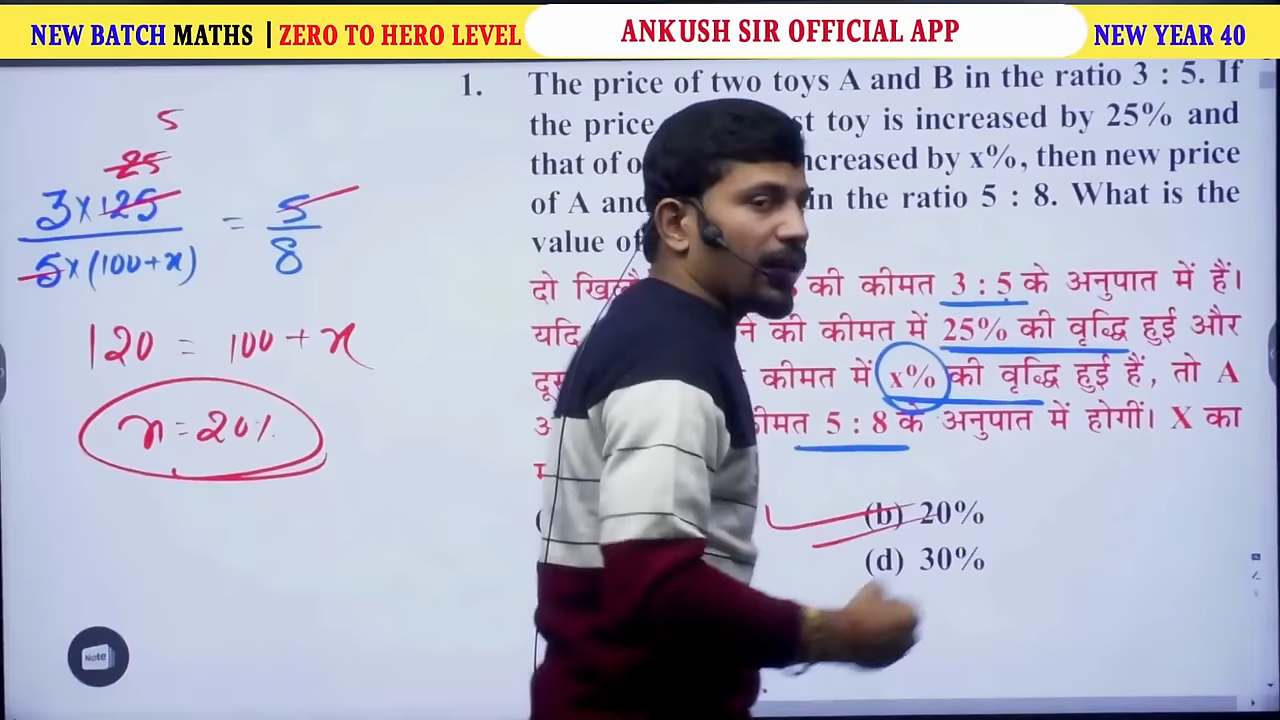 NEW BATCH MATHS | ZERO TO HERO LEVEL
ANKUSH SIR OFFICIAL APP
NEW YEAR 40
1. The price of two toys A and B in the ratio 3 : 5. If
the price st toy is increased by 25% and
that of o ncreased by x%, then new price
of A and in the ratio 5 : 8. What is the
value of
दो की कीमत 3 : 5 के अनुपात में हैं।
यदि की कीमत में 25% की वृद्धि हुई और
कीमत में x% की वृद्धि हुई हैं, तो A
5 : 8 के अनुपात में होगीं। X का
(b) 20%
(d) 30%
5
25
3×125 = 5
5×(100+x) 8
120 = 100 + x
x = 20%
Note